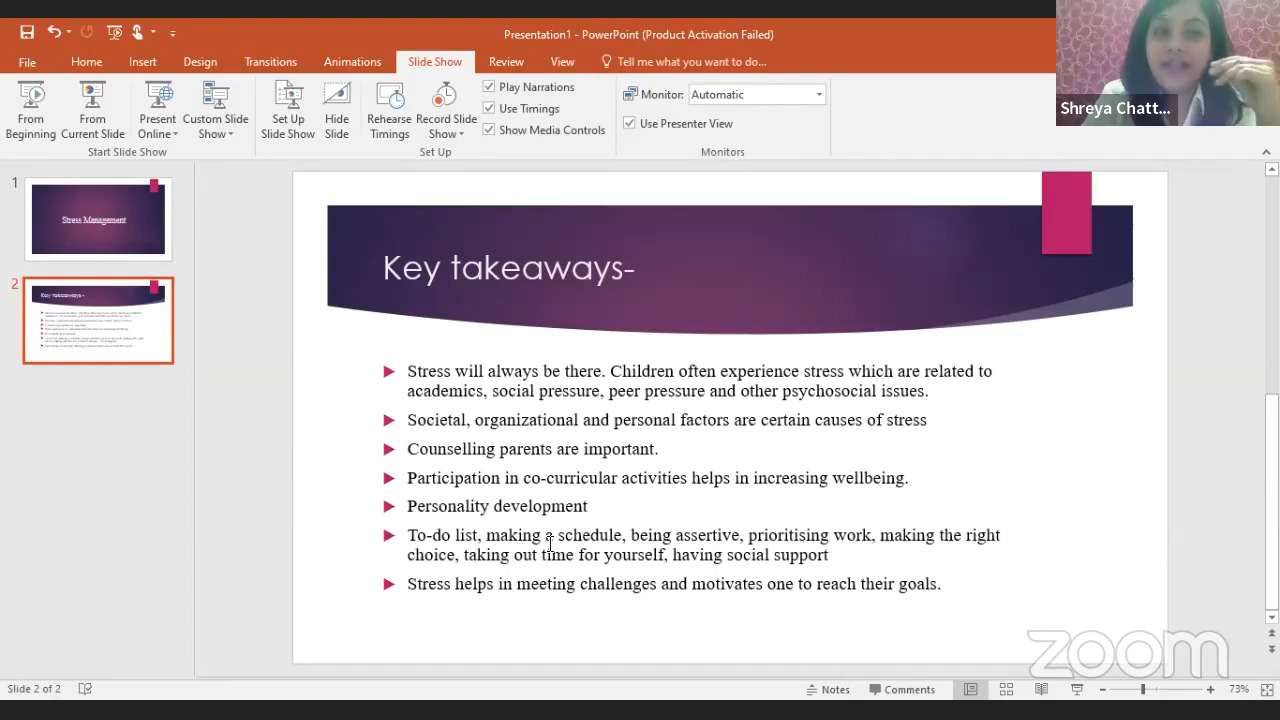 Presentation1 - PowerPoint (Product Activation Failed)
File Home Insert Design Transitions Animations Slide Show Review View Tell me what you want to do...
From Beginning
From Current Slide
Present Online
Custom Slide Show
Start Slide Show
Set Up Slide Show
Hide Slide
Rehearse Timings
Record Slide Show
Play Narrations
Use Timings
Show Media Controls
Set Up
Monitor: Automatic
Use Presenter View
Monitors
Shreya Chatt...
1
Stress Management
2
Key takeaways-
Key takeaways-
Stress will always be there. Children often experience stress which are related to
academics, social pressure, peer pressure and other psychosocial issues.
Societal, organizational and personal factors are certain causes of stress
Counselling parents are important.
Participation in co-curricular activities helps in increasing wellbeing.
Personality development
To-do list, making a schedule, being assertive, prioritising work, making the right
choice, taking out time for yourself, having social support
Stress helps in meeting challenges and motivates one to reach their goals.
zoom
Slide 2 of 2
Notes
Comments
73%